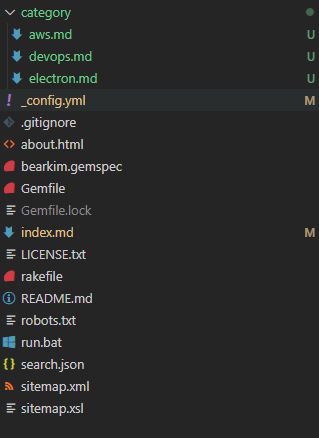 category
aws.md U
devops.md U
electron.md U
! _config.yml M
.gitignore
about.html
bearkim.gemspec
Gemfile
Gemfile.lock
index.md M
LICENSE.txt
rakefile
README.md
robots.txt
run.bat
search.json
sitemap.xml
sitemap.xsl